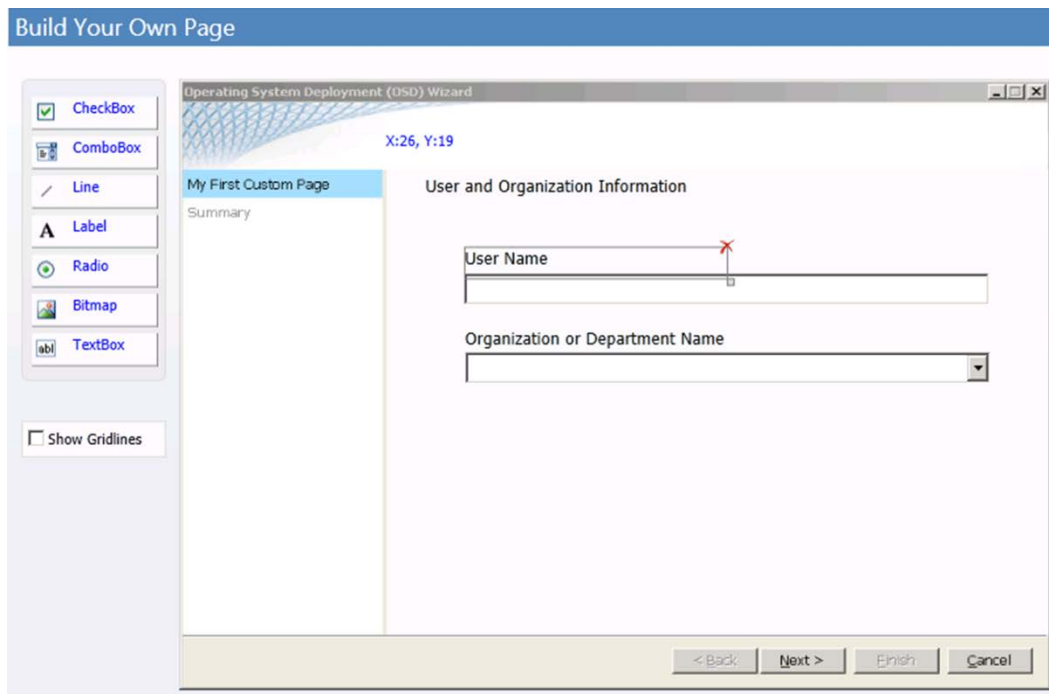 Build Your Own Page
CheckBox
ComboBox
Line
A Label
Radio
Bitmap
abl TextBox
Show Gridlines
Operating System Deployment (OSD) Wizard
X:26, Y:19
My First Custom Page
Summary
User and Organization Information
User Name
Organization or Department Name
< Back Next > Finish Cancel